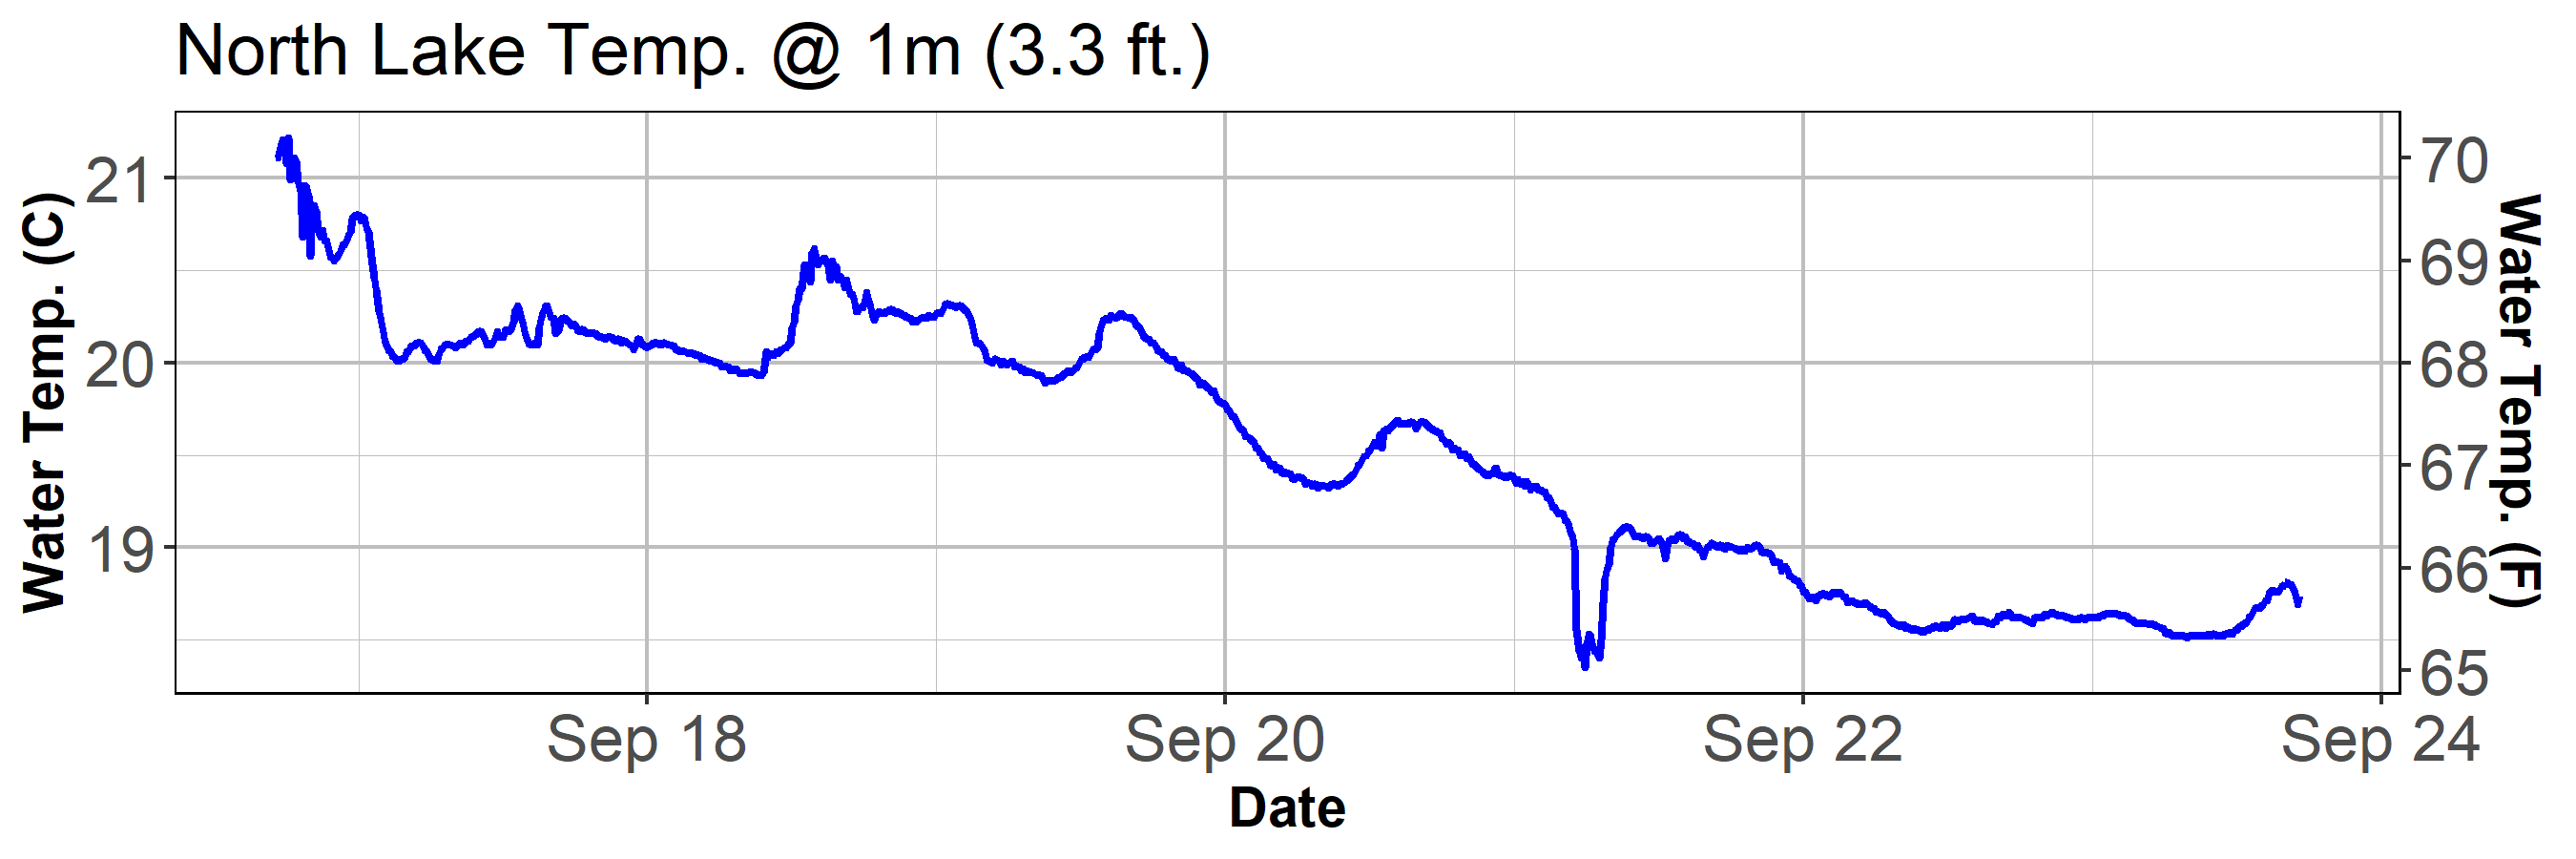 North Lake Temp. @ 1m (3.3 ft.)
Water Temp. (C)
21
20
19
70
69
68
67
66
65
Water Temp. (F)
Sep 18
Sep 20
Sep 22
Sep 24
Date